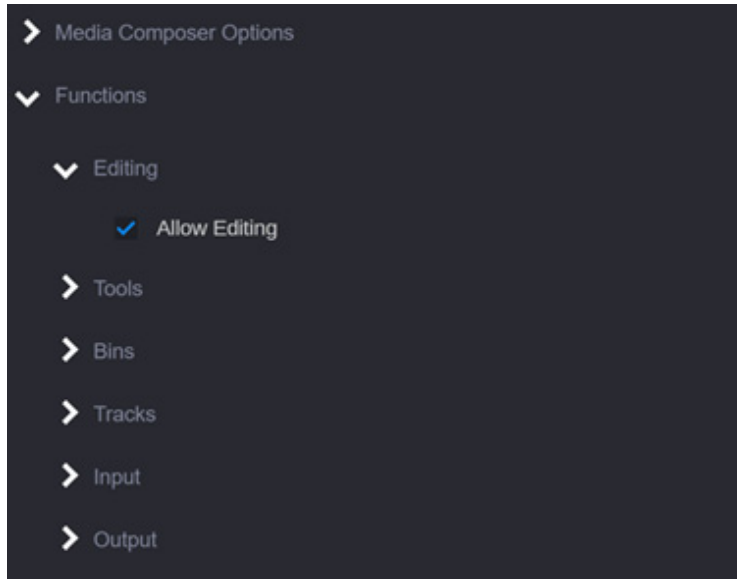 Media Composer Options
Functions
Editing
Allow Editing
Tools
Bins
Tracks
Input
Output